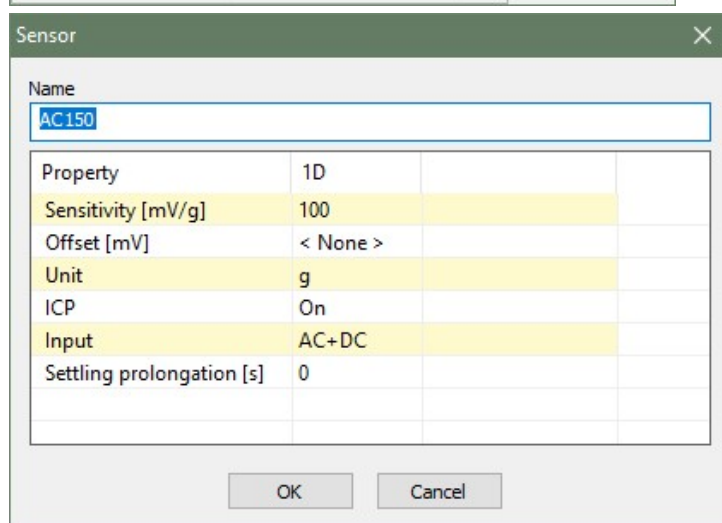 Sensor
Name
AC150
Property 1D
Sensitivity [mV/g] 100
Offset [mV] < None >
Unit g
ICP On
Input AC+DC
Settling prolongation [s] 0
OK Cancel